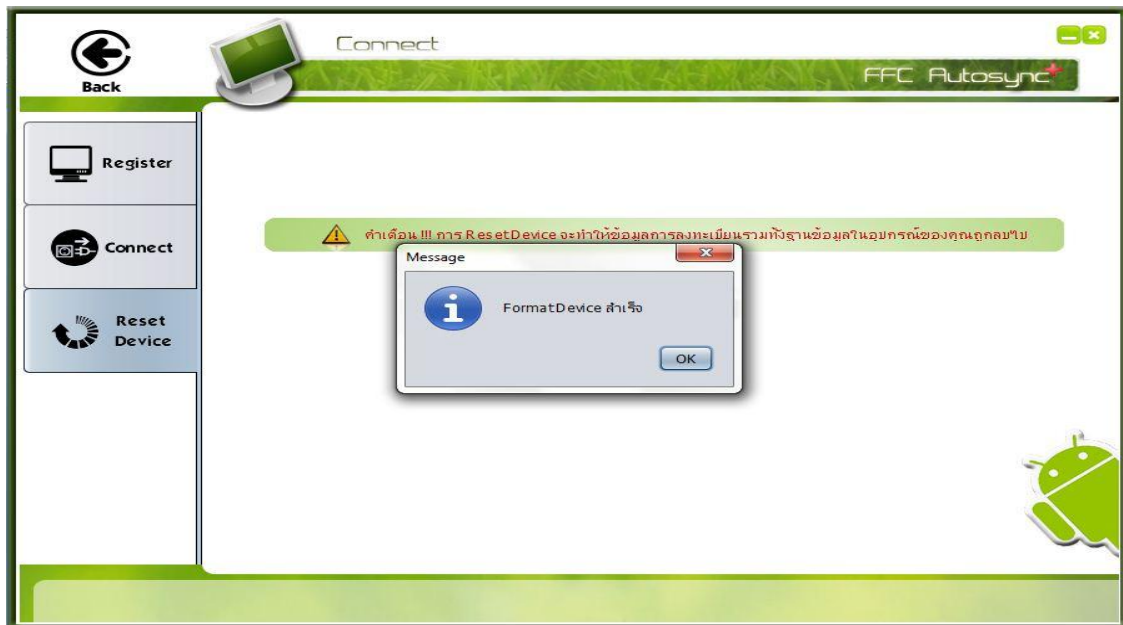 Connect
FFC Autosync+
Back
Register
Connect
Reset
Device
คำเตือน !!! การ ResetDevice จะทำให้ข้อมูลการลงทะเบียนรวมทั้งฐานข้อมูลในอุปกรณ์ของคุณถูกลบไป
Message
FormatDevice สำเร็จ
OK